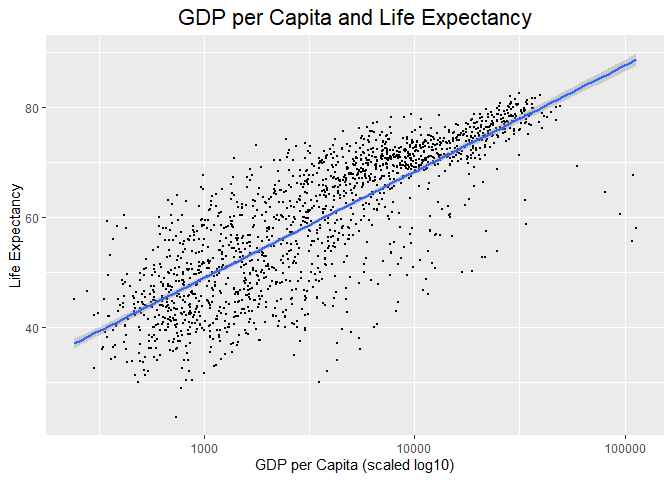 GDP per Capita and Life Expectancy
80
60
40
Life Expectancy
1000 10000 100000
GDP per Capita (scaled log10)